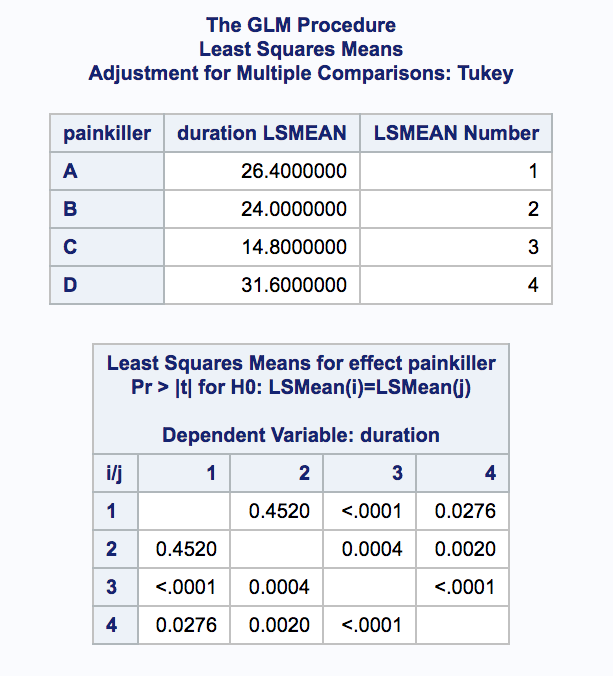 The GLM Procedure
Least Squares Means
Adjustment for Multiple Comparisons: Tukey
painkiller duration LSMEAN LSMEAN Number
A 26.4000000 1
B 24.0000000 2
C 14.8000000 3
D 31.6000000 4
Least Squares Means for effect painkiller
Pr > |t| for H0: LSMean(i)=LSMean(j)
Dependent Variable: duration
i/j 1 2 3 4
1 0.4520 <.0001 0.0276
2 0.4520 0.0004 0.0020
3 <.0001 0.0004 <.0001
4 0.0276 0.0020 <.0001